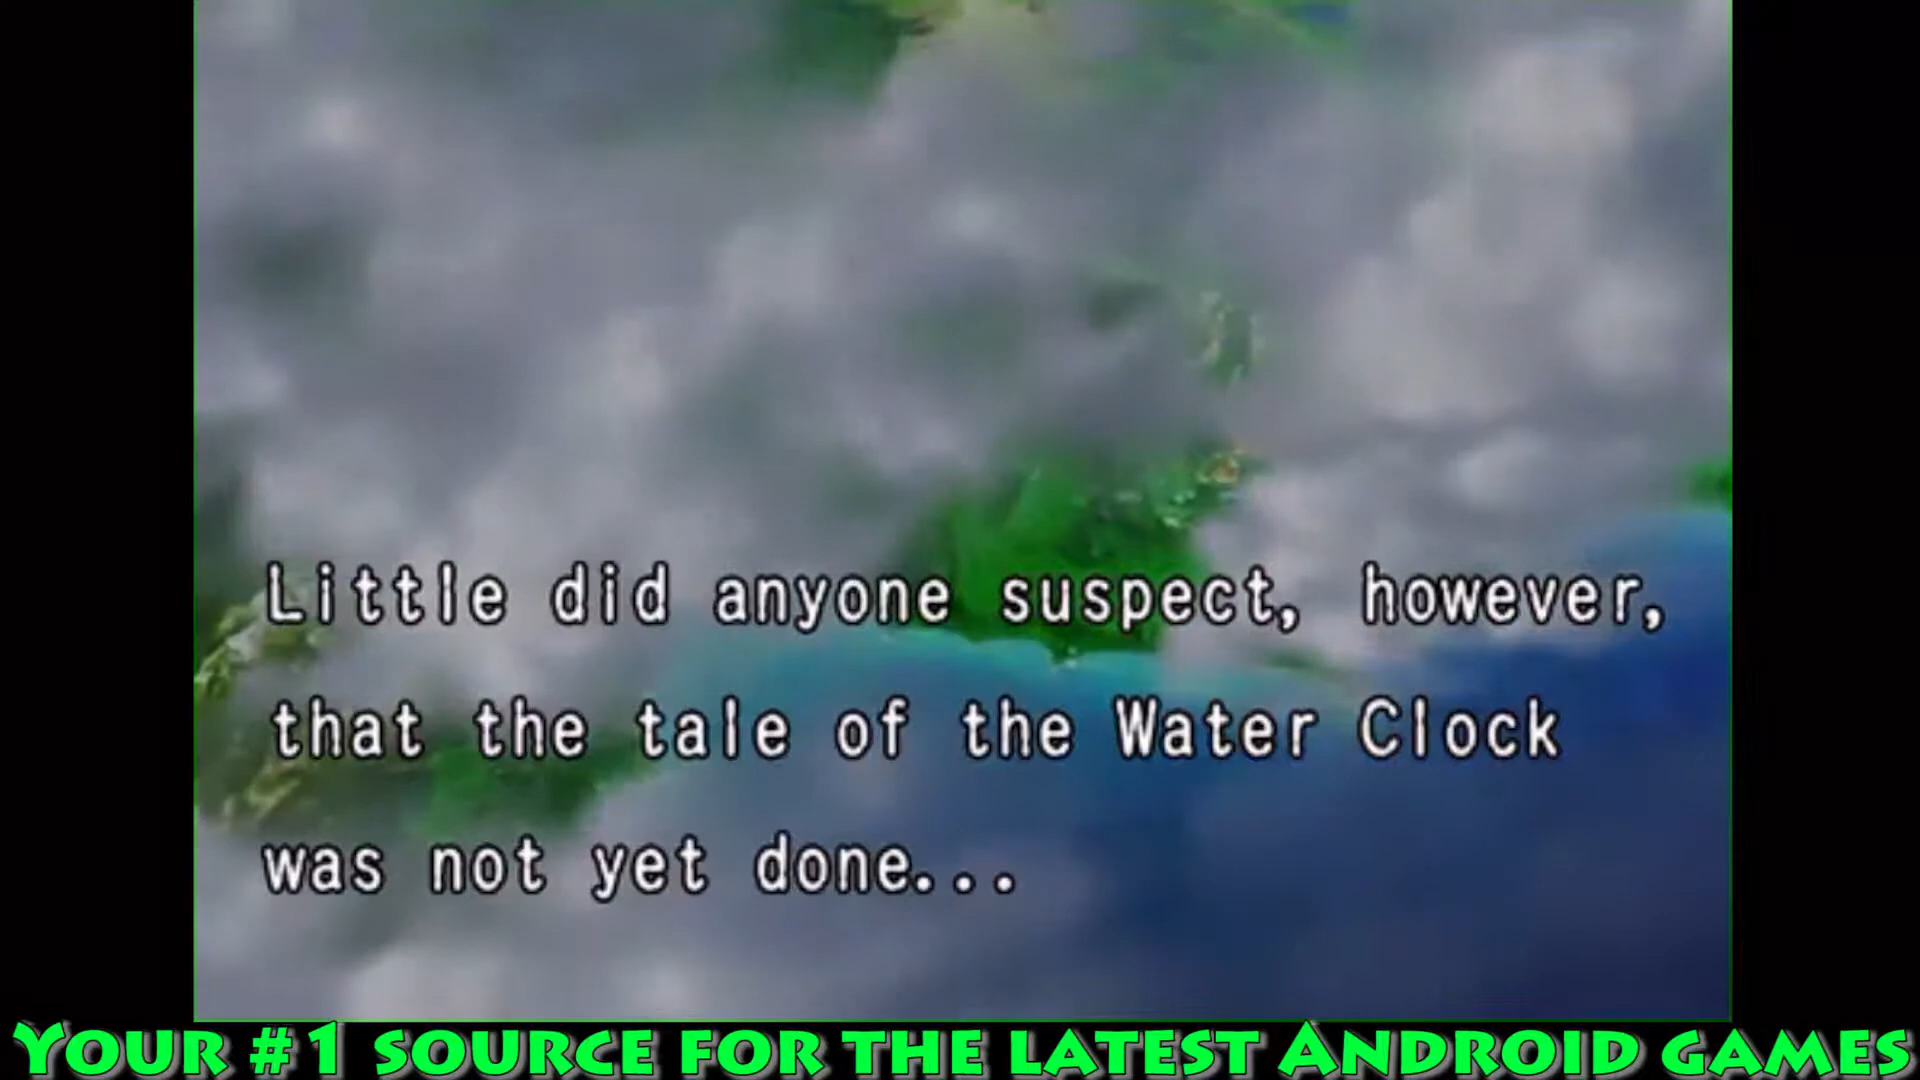 Little did anyone suspect, however,
that the tale of the Water Clock
was not yet done...
Your #1 source for the latest Android games